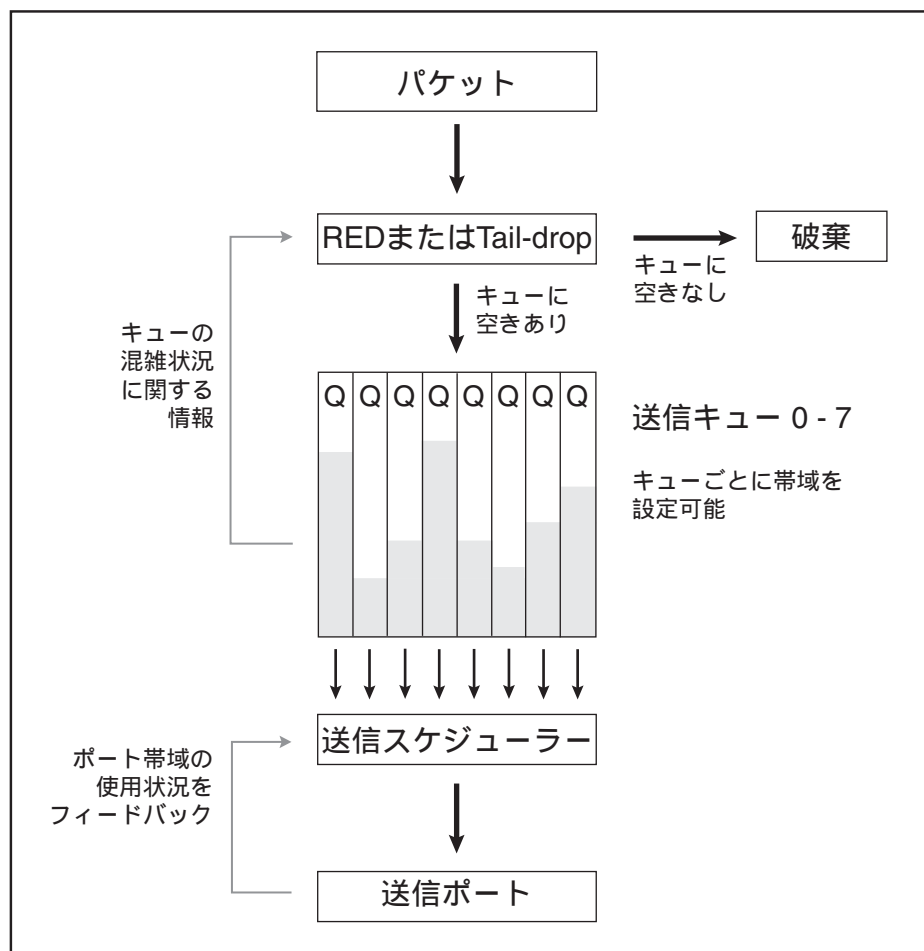 パケット
REDまたはTail-drop
破棄
キューに
空きなし
キューに
空きあり
キューの
混雑状況
に関する
情報
Q Q Q Q Q Q Q Q
送信キュー 0 - 7
キューごとに帯域を
設定可能
送信スケジューラー
ポート帯域の
使用状況を
フィードバック
送信ポート